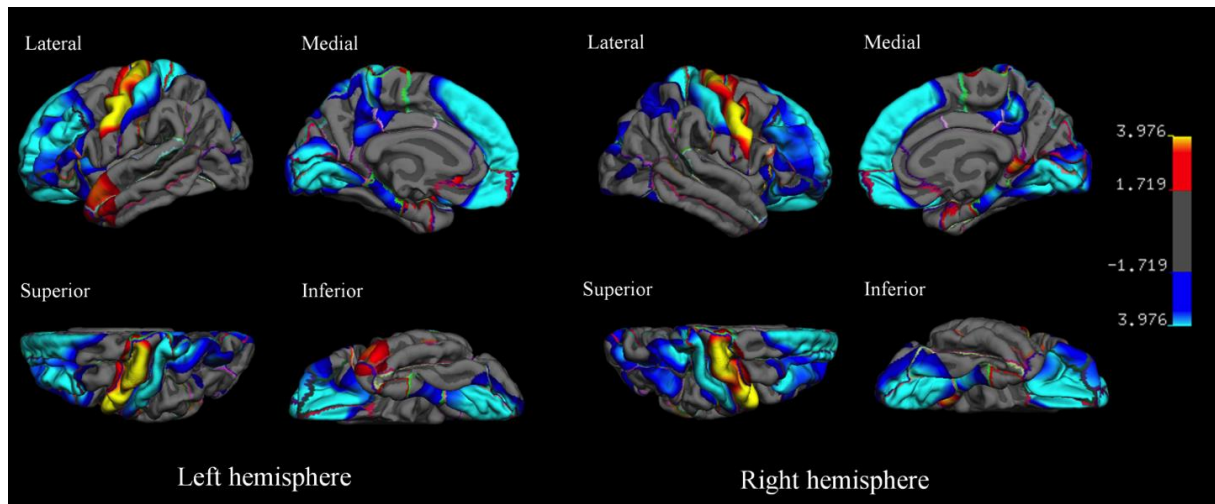 Lateral
Medial
Lateral
Medial
3.976
1.719
-1.719
3.976
Superior
Inferior
Superior
Inferior
Left hemisphere
Right hemisphere